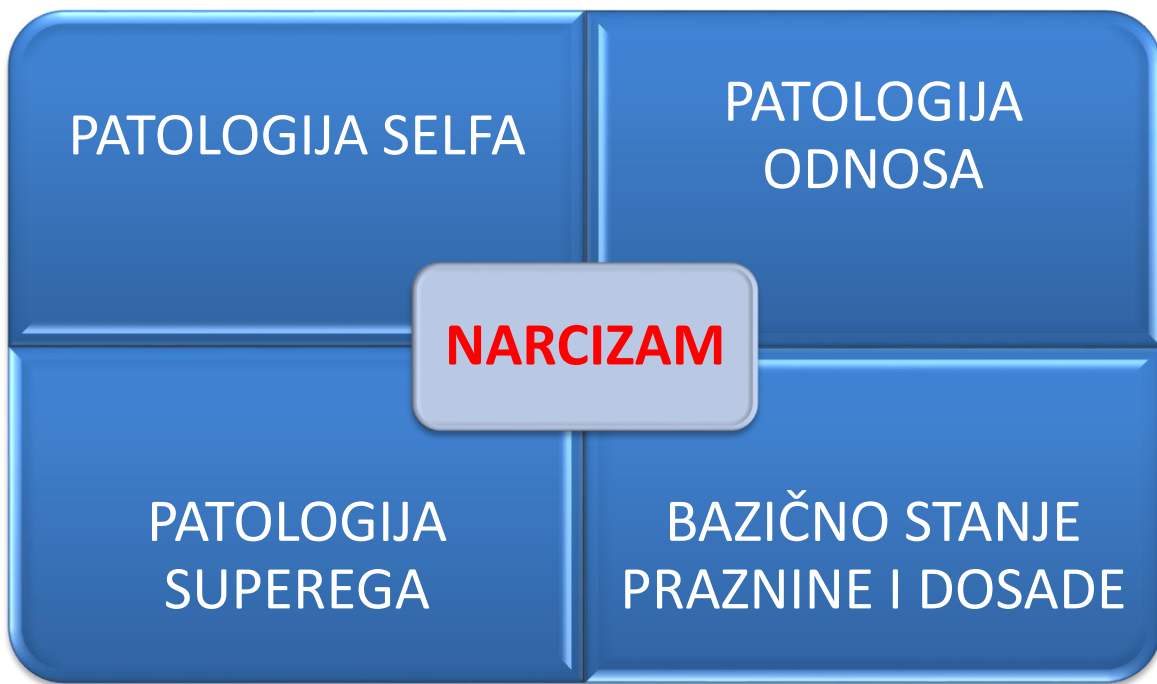 PATOLOGIJA SELFA
PATOLOGIJA
ODNOSA
NARCIZAM
PATOLOGIJA
SUPEREGA
BAZIČNO STANJE
PRAZNINE I DOSADE